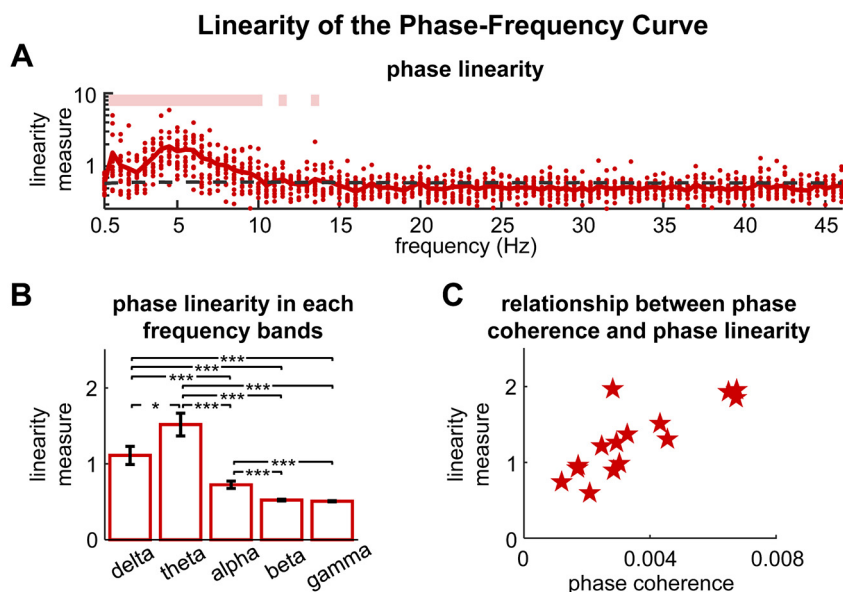 Linearity of the Phase-Frequency Curve
A
phase linearity
linearity
measure
10
1
0.5
5
10
15
20
25
30
35
40
45
frequency (Hz)
B
phase linearity in each
frequency bands
linearity
measure
2
1
0
***
***
***
***
***
* ***
***
***
delta
theta
alpha
beta
gamma
C
relationship between phase
coherence and phase linearity
linearity
measure
2
1
0
0
0.004
0.008
phase coherence